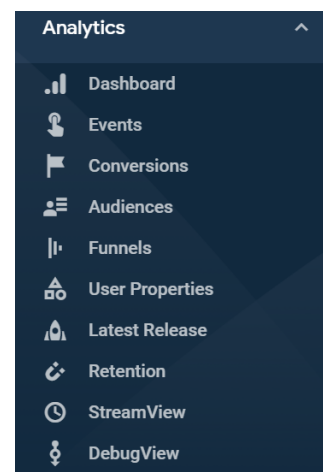 Analytics
Dashboard
Events
Conversions
Audiences
Funnels
User Properties
Latest Release
Retention
StreamView
DebugView